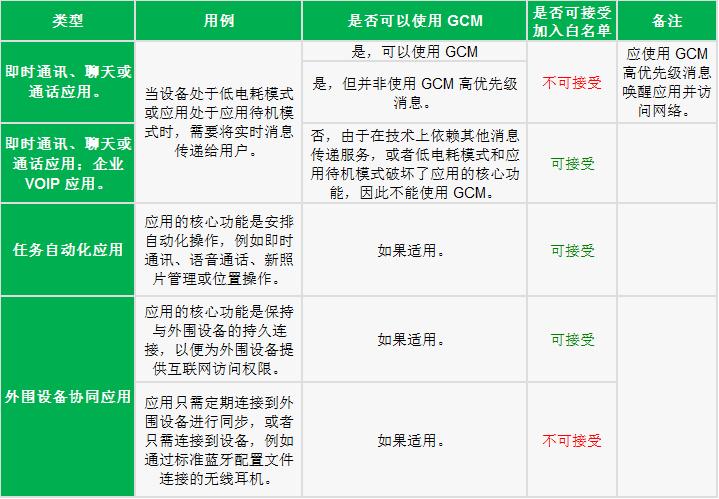 类型
用例
是否可以使用 GCM
是否可接受
加入白名单
备注
即时通讯、聊天或
通话应用。
当设备处于低电耗模式
或应用处于应用待机模
式时，需要将实时消息
传递给用户。
是，可以使用 GCM
是，但并非使用 GCM 高优先级
消息。
不可接受
应使用 GCM
高优先级消息
唤醒应用并访
问网络。
即时通讯、聊天或
通话应用；企业
VOIP 应用。
否，由于在技术上依赖其他消息
传递服务，或者低电耗模式和应
用待机模式破坏了应用的核心功
能，因此不能使用 GCM。
可接受
任务自动化应用
应用的核心功能是安排
自动化操作，例如即时
通讯、语音通话、新照
片管理或位置操作。
如果适用。
可接受
外围设备协同应用
应用的核心功能是保持
与外围设备的持久连
接，以便为外围设备提
供互联网访问权限。
如果适用。
可接受
应用只需定期连接到外
围设备进行同步，或者
只需连接到设备，例如
通过标准蓝牙配置文件
连接的无线耳机。
如果适用。
不可接受